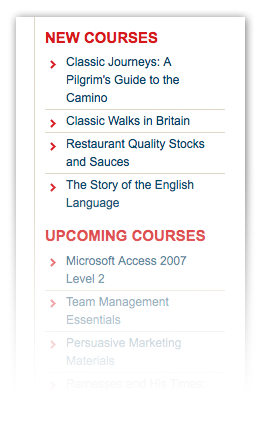 NEW COURSES
Classic Journeys: A
Pilgrim's Guide to the
Camino
Classic Walks in Britain
Restaurant Quality Stocks
and Sauces
The Story of the English
Language
UPCOMING COURSES
Microsoft Access 2007
Level 2
Team Management
Essentials
Persuasive Marketing
Materials
Rameses and His Times